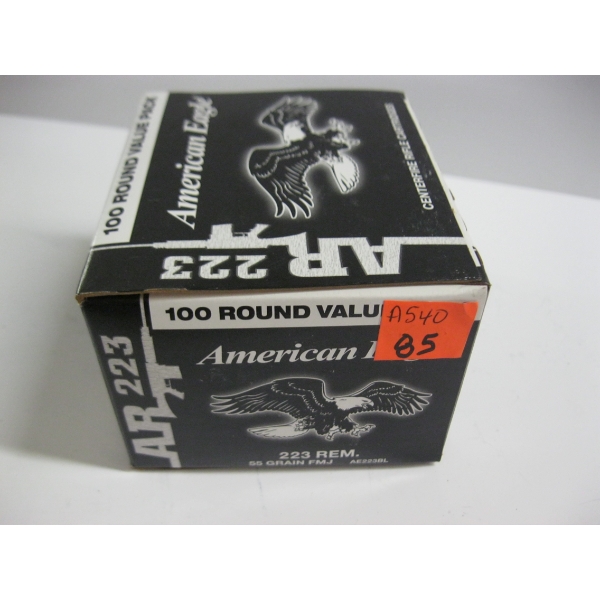 100 ROUND VALUE PACK
American Eagle
CENTERFIRE RIFLE CARTRIDGES
AR 223
100 ROUND VALU
A540
85
American
AR 223
223 REM.
55 GRAIN FMJ AE223BL